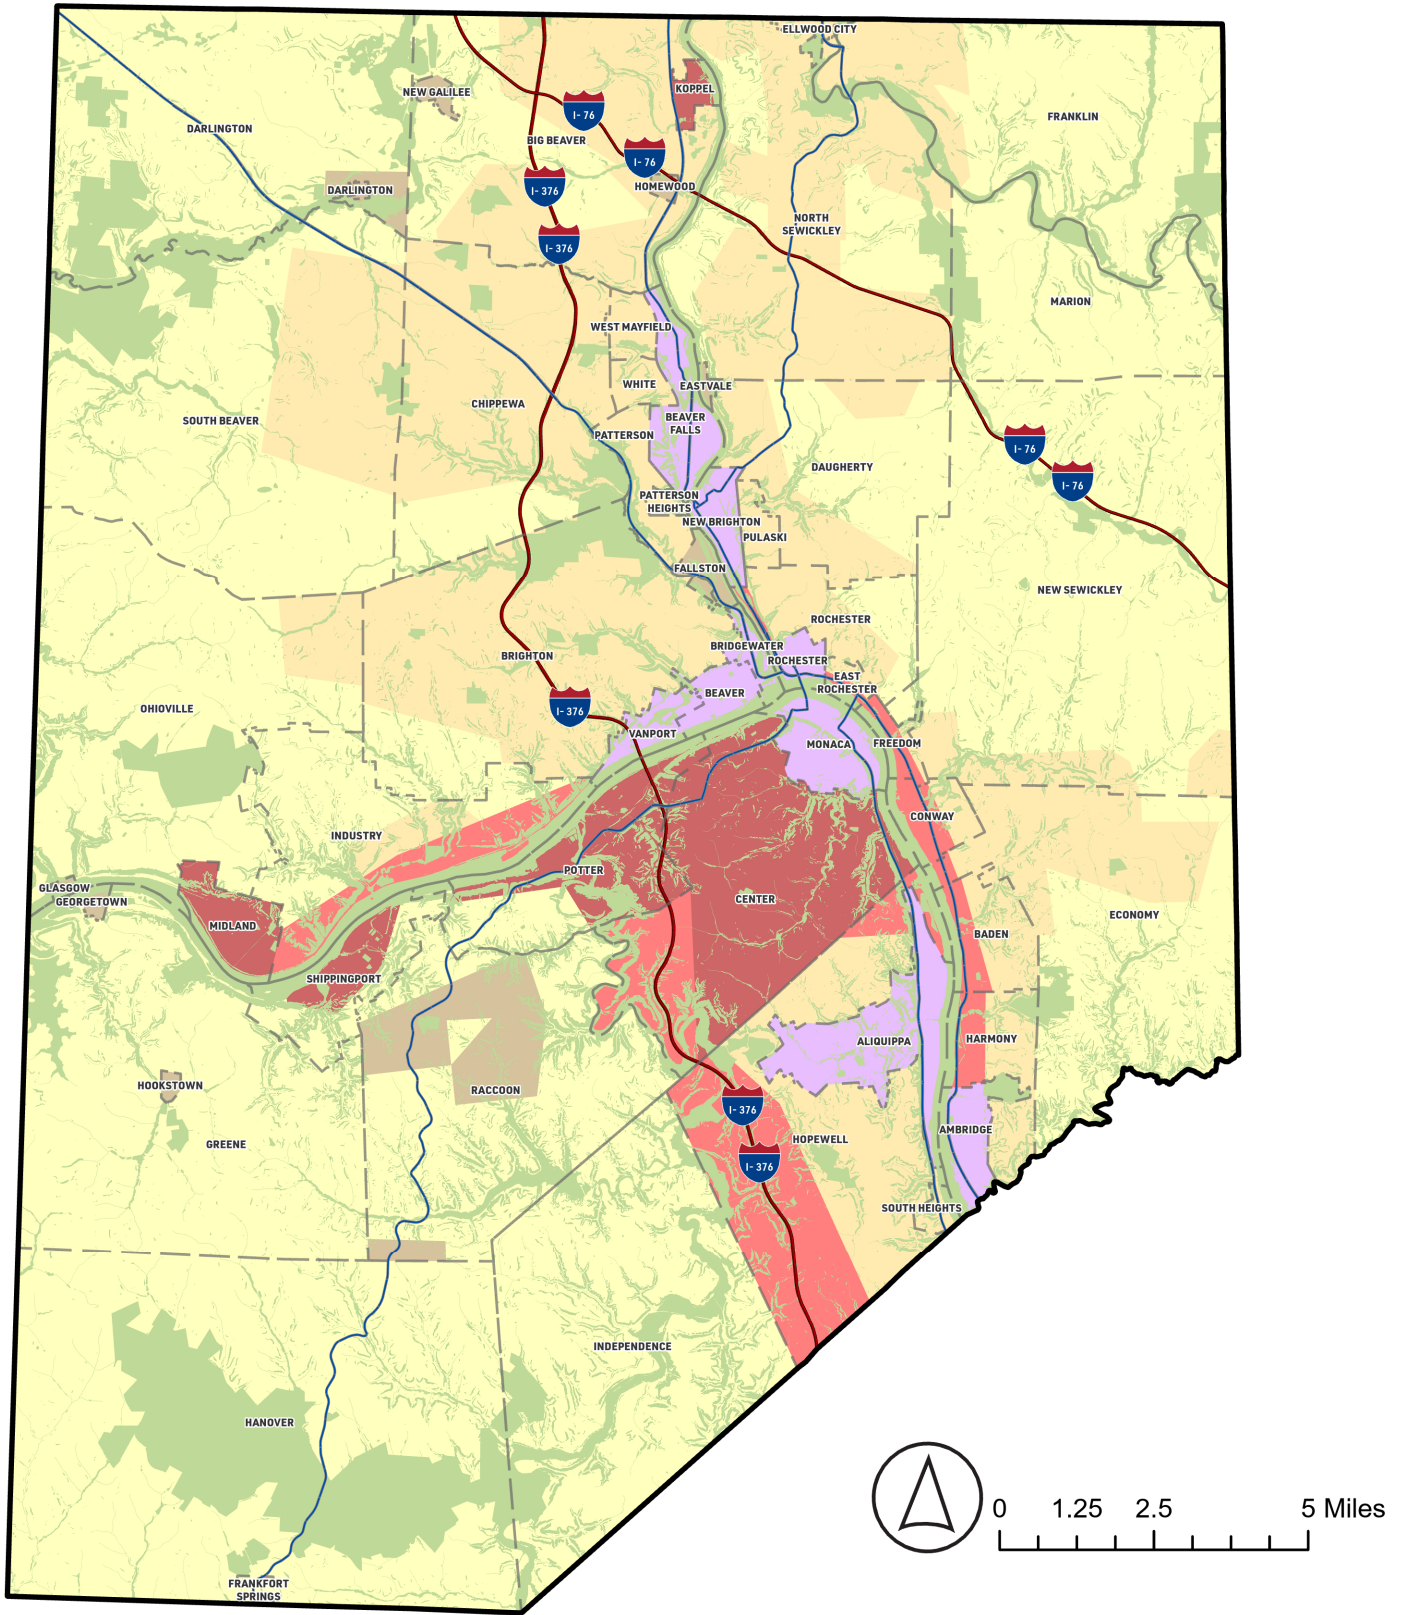 ELLWOOD CITY
KOPPEL
NEW GALILEE
I-76
FRANKLIN
DARLINGTON
BIG BEAVER
I-76
I-376
HOMEWOOD
DARLINGTON
NORTH
SEWICKLEY
I-376
MARION
WEST MAYFIELD
WHITE
EASTVALE
CHIPPEWA
SOUTH BEAVER
BEAVER
FALLS
PATTERSON
I-76
DAUGHERTY
I-76
PATTERSON
HEIGHTS
NEW BRIGHTON
PULASKI
FALLSTON
NEW SEWICKLEY
ROCHESTER
BRIDGEWATER
BRIGHTON
ROCHESTER
EAST
ROCHESTER
BEAVER
OHIOVILLE
I-376
VANPORT
MONACA
FREEDOM
CONWAY
INDUSTRY
POTTER
GLASGOW
GEORGETOWN
CENTER
ECONOMY
MIDLAND
BADEN
SHIPPINGPORT
ALIQUIPPA
HARMONY
HOOKSTOWN
RACCOON
I-376
AMBRIDGE
GREENE
HOPEWELL
I-376
SOUTH HEIGHTS
INDEPENDENCE
HANOVER
0 1.25 2.5 5 Miles
FRANKFORT
SPRINGS